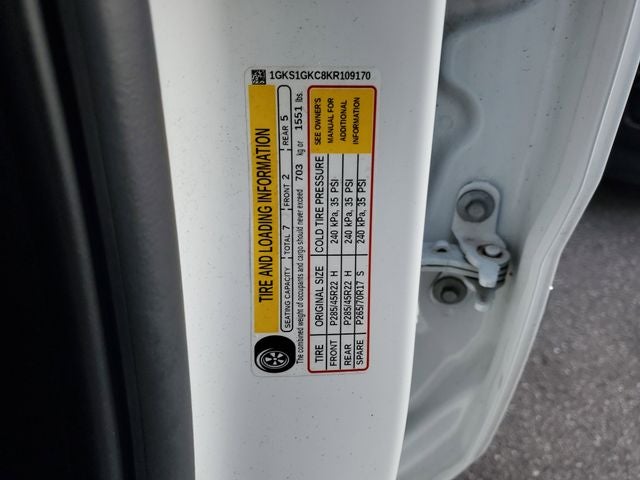 1GKS1GKC8KR109170
TIRE AND LOADING INFORMATION
SEATING CAPACITY TOTAL 7 FRONT 2 REAR 5
The combined weight of occupants and cargo should never exceed 703 kg or 1551 lbs.
TIRE ORIGINAL SIZE COLD TIRE PRESSURE
FRONT P285/45R22 H 240 kPa, 35 PSI
REAR P285/45R22 H 240 kPa, 35 PSI
SPARE P265/70R17 S 240 kPa, 35 PSI
SEE OWNER'S
MANUAL FOR
ADDITIONAL
INFORMATION